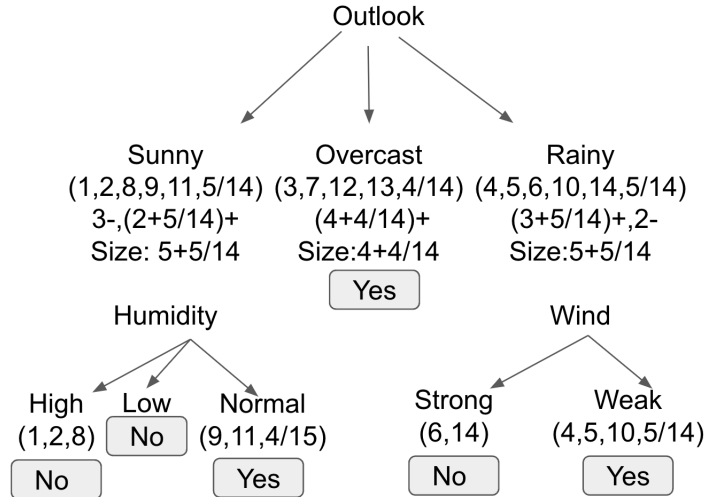 Outlook
Sunny Overcast Rainy
(1,2,8,9,11,5/14) (3,7,12,13,4/14) (4,5,6,10,14,5/14)
3-,(2+5/14)+ (4+4/14)+ (3+5/14)+,2-
Size: 5+5/14 Size:4+4/14 Size:5+5/14
Yes
Humidity Wind
High Low Normal Strong Weak
(1,2,8) No (9,11,4/15) (6,14) (4,5,10,5/14)
No Yes No Yes